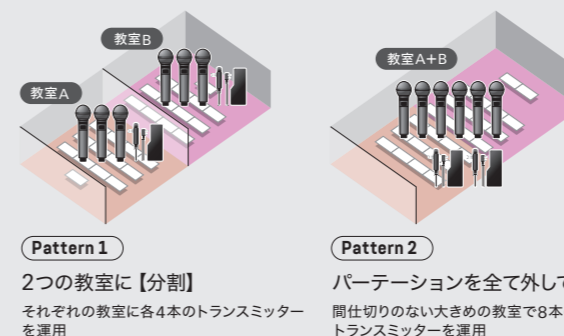 教室B
教室A
Pattern 1
2つの教室に【分割】
それぞれの教室に各4本のトランスミッター
を運用
教室A+B
Pattern 2
パーテーションを全て外して
間仕切りのない大きめの教室で8本
トランスミッターを運用